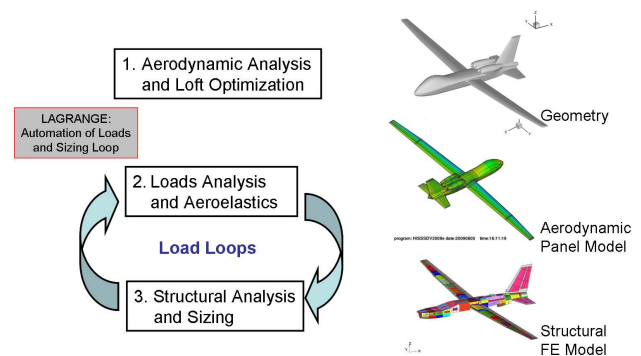 1. Aerodynamic Analysis
and Loft Optimization
LAGRANGE:
Automation of Loads
and Sizing Loop
2. Loads Analysis
and Aeroelastics
Load Loops
3. Structural Analysis
and Sizing
Geometry
Aerodynamic
Panel Model
Structural
FE Model